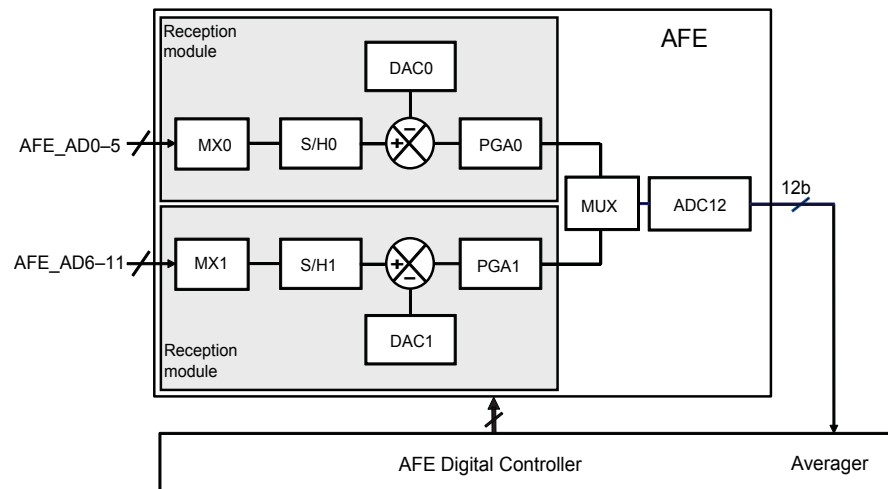 Reception
module
AFE
DAC0
AFE_AD0–5
MX0
S/H0
−
+
PGA0
MUX
ADC12
12b
AFE_AD6–11
MX1
S/H1
+
−
PGA1
DAC1
Reception
module
AFE Digital Controller
Averager